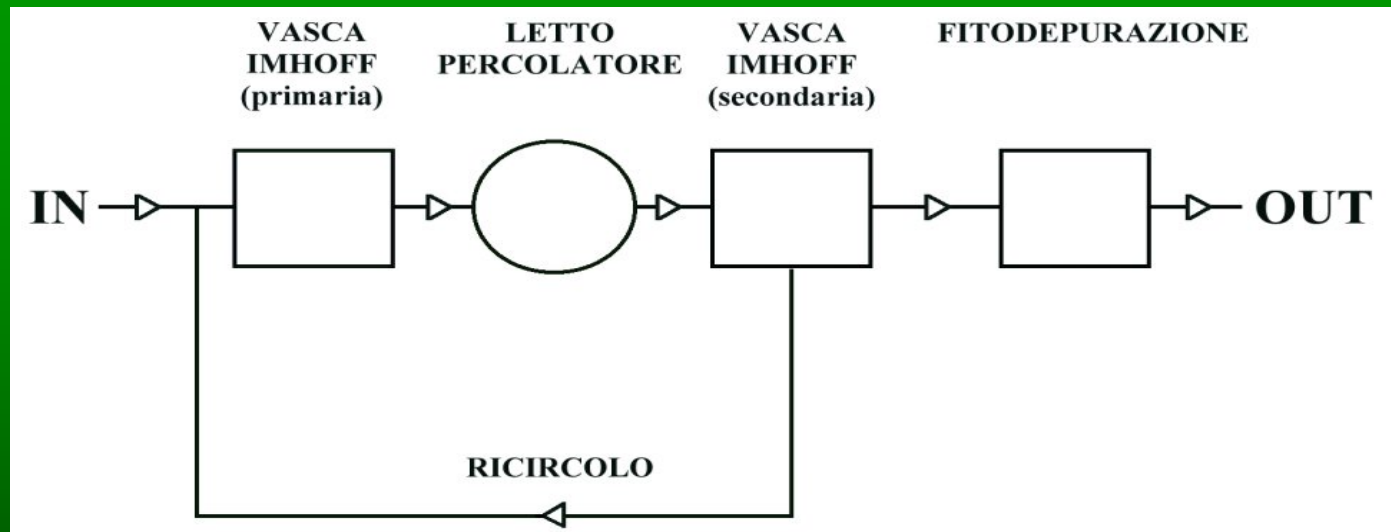 VASCA
IMHOFF
(primaria)
LETTO
PERCOLATORE
VASCA
IMHOFF
(secondaria)
FITODEPURAZIONE
IN
OUT
RICIRCOLO